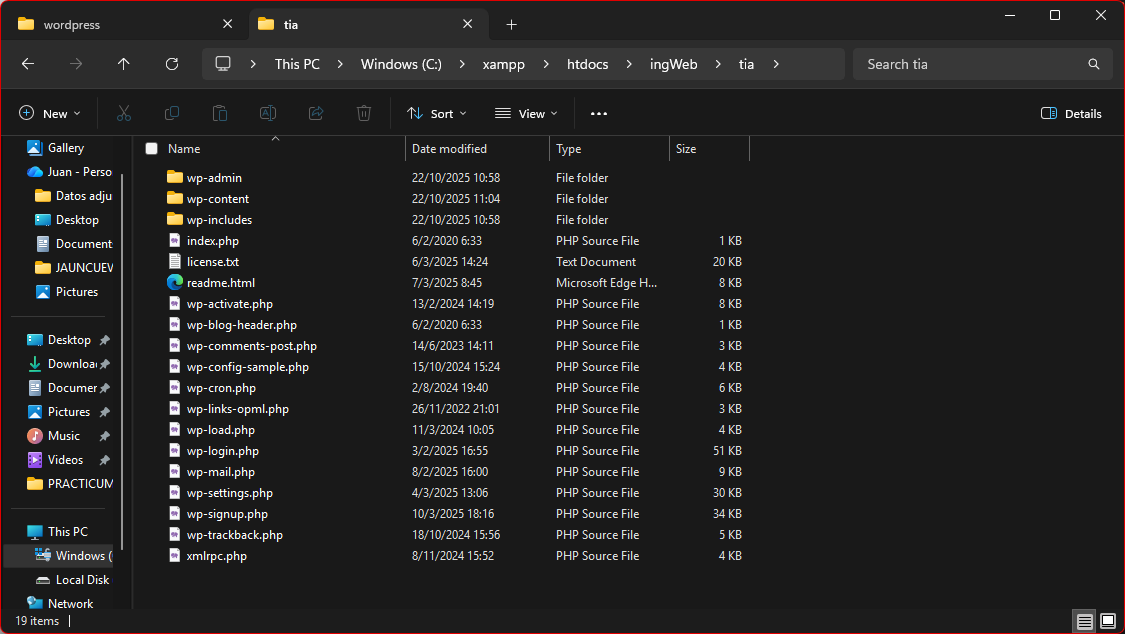 wordpress
tia
This PC > Windows (C:) > xampp > htdocs > ingWeb > tia >
Search tia
New
Sort
View
Details
Gallery
Juan - Perso
Datos adju
Desktop
Document
JAUNCUEV
Pictures
Desktop
Downloa
Documer
Pictures
Music
Videos
PRACTICUM
This PC
Windows (
Local Disk
Network
Name Date modified Type Size
wp-admin 22/10/2025 10:58 File folder
wp-content 22/10/2025 11:04 File folder
wp-includes 22/10/2025 10:58 File folder
index.php 6/2/2020 6:33 PHP Source File 1 KB
license.txt 6/3/2025 14:24 Text Document 20 KB
readme.html 7/3/2025 8:45 Microsoft Edge H... 8 KB
wp-activate.php 13/2/2024 14:19 PHP Source File 8 KB
wp-blog-header.php 6/2/2020 6:33 PHP Source File 1 KB
wp-comments-post.php 14/6/2023 14:11 PHP Source File 3 KB
wp-config-sample.php 15/10/2024 15:24 PHP Source File 4 KB
wp-cron.php 2/8/2024 19:40 PHP Source File 6 KB
wp-links-opml.php 26/11/2022 21:01 PHP Source File 3 KB
wp-load.php 11/3/2024 10:05 PHP Source File 4 KB
wp-login.php 3/2/2025 16:55 PHP Source File 51 KB
wp-mail.php 8/2/2025 16:00 PHP Source File 9 KB
wp-settings.php 4/3/2025 13:06 PHP Source File 30 KB
wp-signup.php 10/3/2025 18:16 PHP Source File 34 KB
wp-trackback.php 18/10/2024 15:56 PHP Source File 5 KB
xmlrpc.php 8/11/2024 15:52 PHP Source File 4 KB
19 items